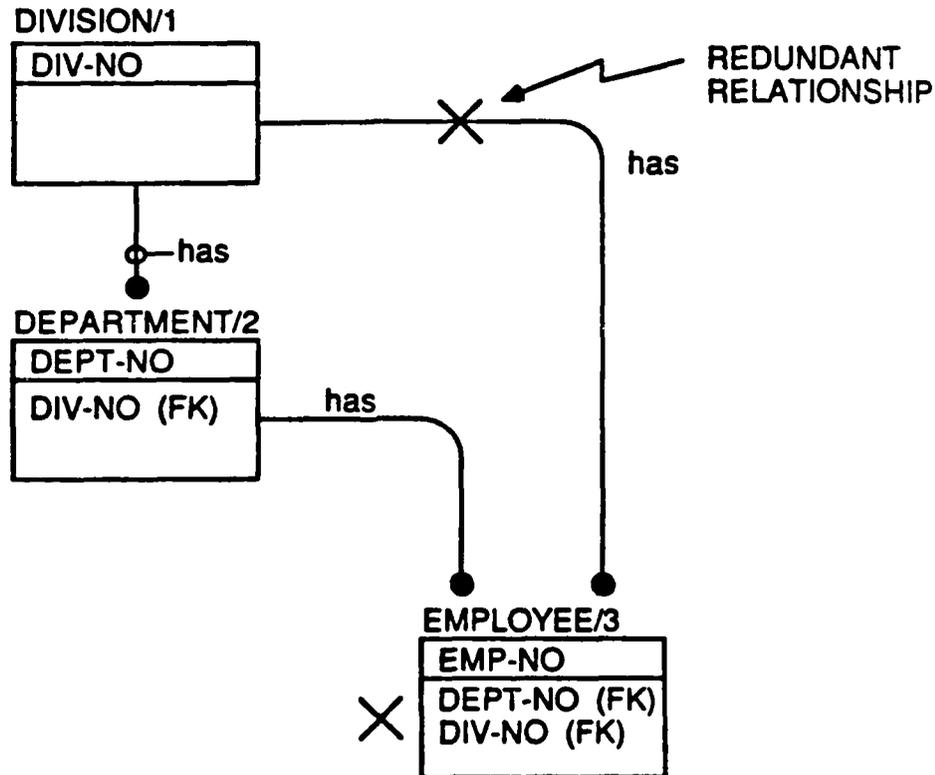 DIVISION/1
DIV-NO
REDUNDANT
RELATIONSHIP
has
has
DEPARTMENT/2
DEPT-NO
DIV-NO (FK)
has
EMPLOYEE/3
EMP-NO
DEPT-NO (FK)
DIV-NO (FK)